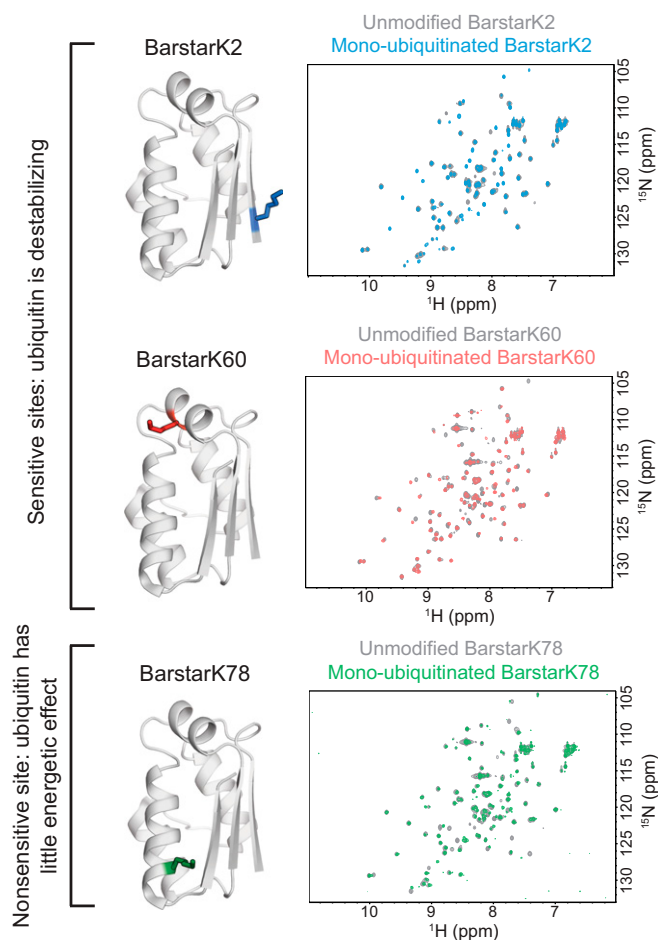 Sensitive sites: ubiquitin is destabilizing
BarstarK2
Unmodified BarstarK2
Mono-ubiquitinated BarstarK2
105
110
115
120
125
130
15N (ppm)
10
9
8
7
1H (ppm)
BarstarK60
Unmodified BarstarK60
Mono-ubiquitinated BarstarK60
105
110
115
120
125
130
15N (ppm)
10
9
8
7
1H (ppm)
Nonsensitive site: ubiquitin has
little energetic effect
BarstarK78
Unmodified BarstarK78
Mono-ubiquitinated BarstarK78
105
110
115
120
125
130
15N (ppm)
10
9
8
7
1H (ppm)